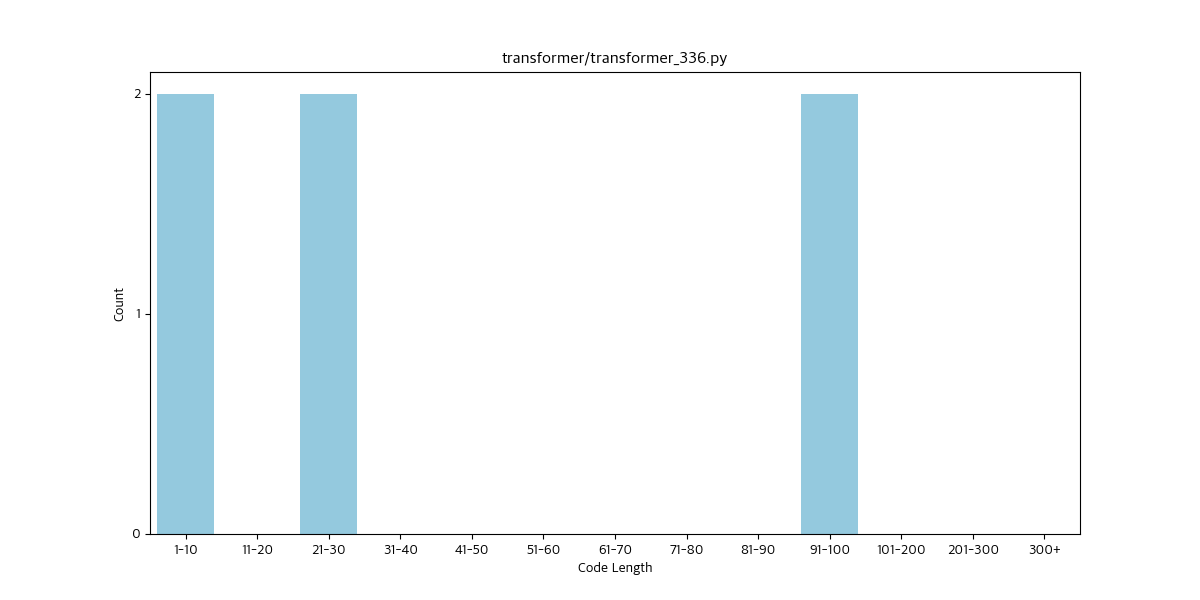 transformer/transformer_336.py
Count
2
1
0
1-10 11-20 21-30 31-40 41-50 51-60 61-70 71-80 81-90 91-100 101-200 201-300 300+
Code Length